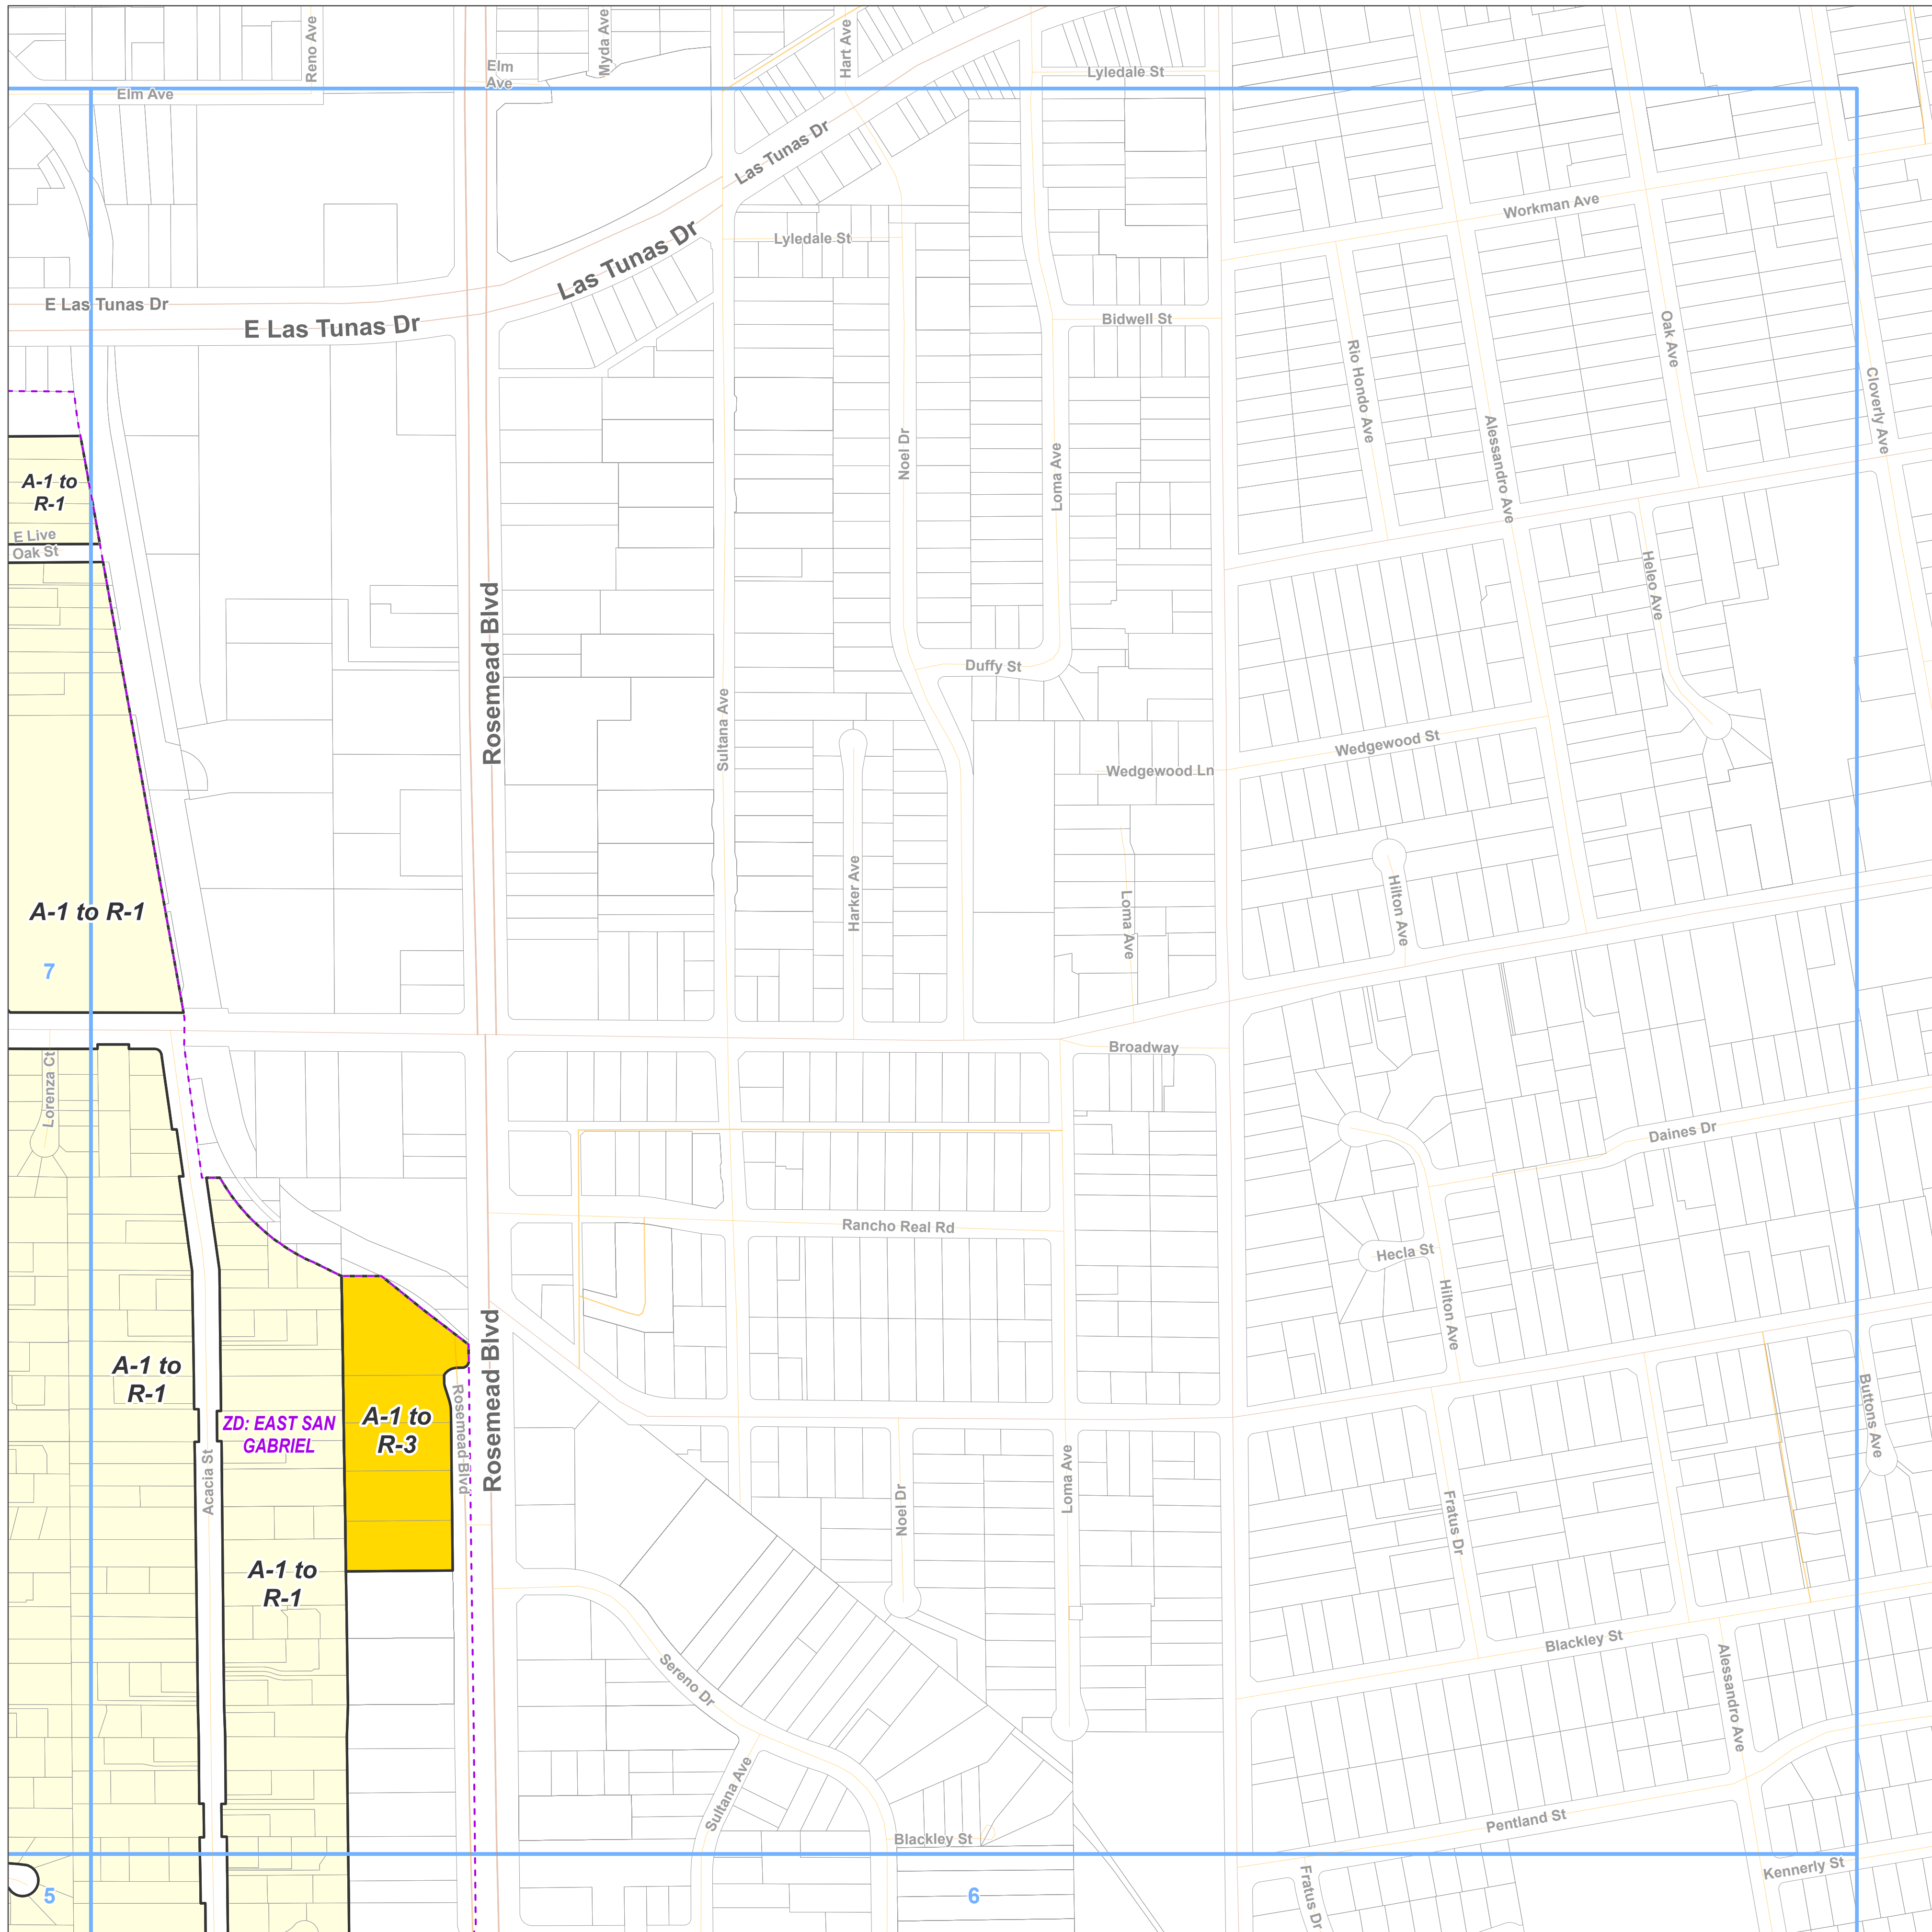 Reno Ave
Myda Ave
Hart Ave
Elm
Ave
Elm Ave
Lyledale St
Las Tunas Dr
Workman Ave
Las Tunas Dr
Lyledale St
E Las Tunas Dr
E Las Tunas Dr
Bidwell St
Rio Hondo Ave
Oak Ave
Cloverly Ave
Alessandro Ave
Noel Dr
Loma Ave
A-1 to
R-1
E Live
Oak St
Heleo Ave
Rosemead Blvd
Duffy St
Sultana Ave
Wedgewood St
Wedgewood Ln
Harker Ave
Loma Ave
Hilton Ave
A-1 to R-1
7
Lorenza Ct
Broadway
Daines Dr
Rancho Real Rd
Hecla St
Hilton Ave
Rosemead Blvd
A-1 to
R-1
ZD: EAST SAN
GABRIEL
A-1 to
R-3
Rosemead Blvd
Buttons Ave
Acacia St
Noel Dr
Loma Ave
Fratus Dr
A-1 to
R-1
Blackley St
Sereno Dr
Alessandro Ave
Sultana Ave
Blackley St
Pentland St
Kennerly St
5
6
Fratus Dr